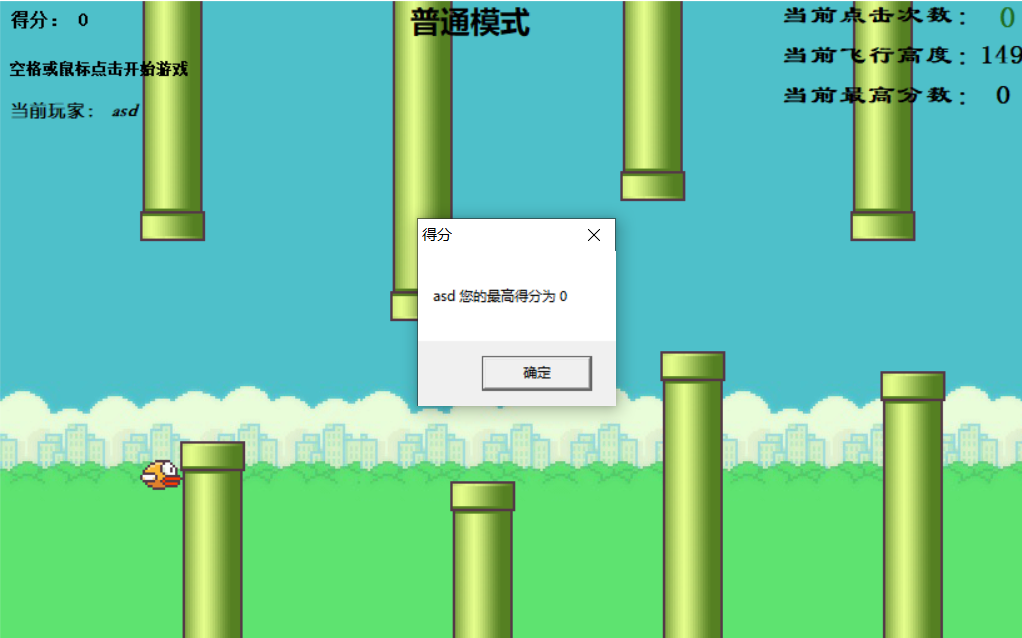 得分： 0
普通模式
当前点击次数： 0
空格或鼠标点击开始游戏
当前飞行高度：149
当前玩家： asd
当前最高分数： 0
得分
asd 您的最高得分为 0
确定